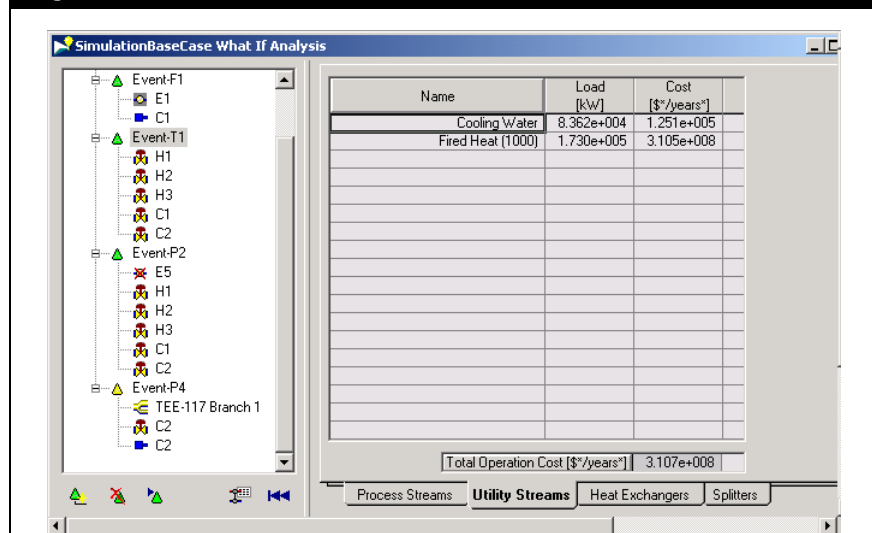 SimulationBaseCase What If Analysis
Event-F1
E1
C1
Event-T1
H1
H2
H3
C1
C2
Event-P2
E5
H1
H2
H3
C1
C2
Event-P4
TEE-117 Branch 1
C2
C2
Name Load [kW] Cost [$*/years*]
Cooling Water 8.362e+004 1.251e+005
Fired Heat (1000) 1.730e+005 3.105e+008
Total Operation Cost [$*/years*] 3.107e+008
Process Streams Utility Streams Heat Exchangers Splitters